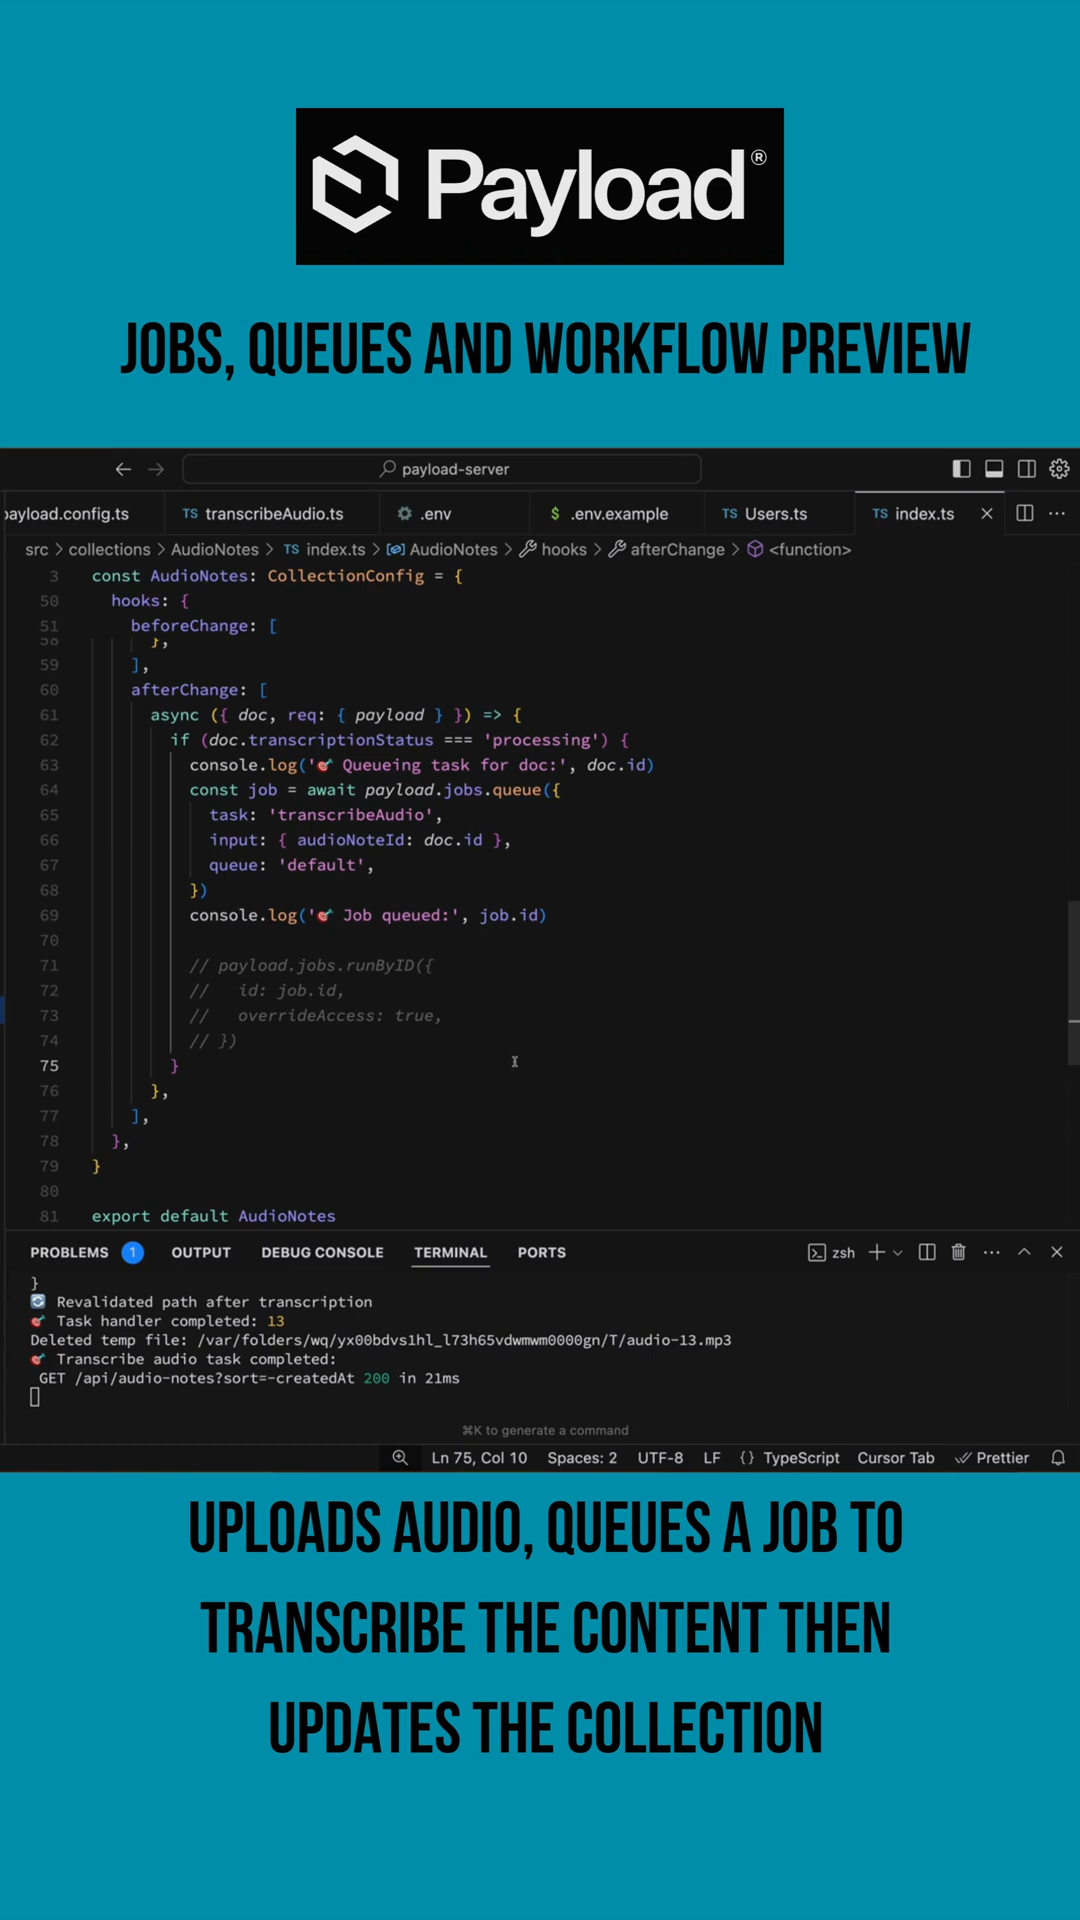 Payload®
JOBS, QUEUES AND WORKFLOW PREVIEW
payload-server
payload.config.ts TS transcribeAudio.ts .env $ .env.example TS Users.ts TS index.ts
src > collections > AudioNotes > TS index.ts > AudioNotes > hooks > afterChange > <function>
3 const AudioNotes: CollectionConfig = {
50 hooks: {
51 beforeChange: [
58 },
59 ],
60 afterChange: [
61 async ({ doc, req: { payload } }) => {
62 if (doc.transcriptionStatus === 'processing') {
63 console.log('🎯 Queueing task for doc:', doc.id)
64 const job = await payload.jobs.queue({
65 task: 'transcribeAudio',
66 input: { audioNoteId: doc.id },
67 queue: 'default',
68 })
69 console.log('🎯 Job queued:', job.id)
70
71 // payload.jobs.runByID({
72 // id: job.id,
73 // overrideAccess: true,
74 // })
75 }
76 },
77 ],
78 },
79 }
80
81 export default AudioNotes
PROBLEMS 1 OUTPUT DEBUG CONSOLE TERMINAL PORTS zsh
}
🔄 Revalidated path after transcription
🎯 Task handler completed: 13
Deleted temp file: /var/folders/wq/yx00bdvs1hl_l73h65vdwmwm0000gn/T/audio-13.mp3
🎯 Transcribe audio task completed:
GET /api/audio-notes?sort=-createdAt 200 in 21ms
⌘K to generate a command
Ln 75, Col 10 Spaces: 2 UTF-8 LF {} TypeScript Cursor Tab Prettier
UPLOADS AUDIO, QUEUES A JOB TO
TRANSCRIBE THE CONTENT THEN
UPDATES THE COLLECTION